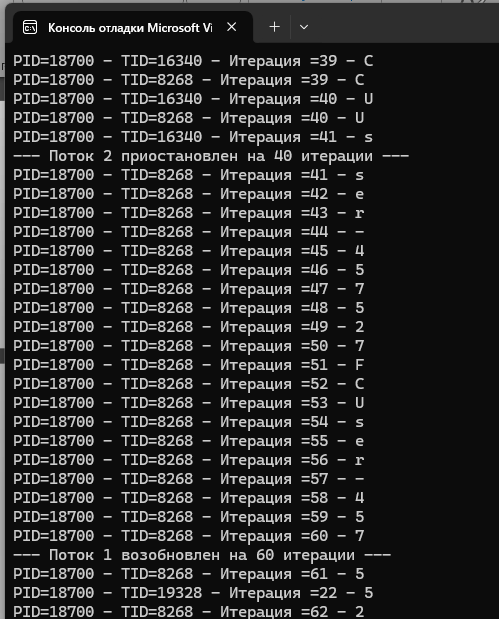 Консоль отладки Microsoft Vi
PID=18700 – TID=16340 – Итерация =39 – C
PID=18700 – TID=8268 – Итерация =39 – C
PID=18700 – TID=16340 – Итерация =40 – U
PID=18700 – TID=8268 – Итерация =40 – U
PID=18700 – TID=16340 – Итерация =41 – s
––– Поток 2 приостановлен на 40 итерации –––
PID=18700 – TID=8268 – Итерация =41 – s
PID=18700 – TID=8268 – Итерация =42 – e
PID=18700 – TID=8268 – Итерация =43 – r
PID=18700 – TID=8268 – Итерация =44 – –
PID=18700 – TID=8268 – Итерация =45 – 4
PID=18700 – TID=8268 – Итерация =46 – 5
PID=18700 – TID=8268 – Итерация =47 – 7
PID=18700 – TID=8268 – Итерация =48 – 5
PID=18700 – TID=8268 – Итерация =49 – 2
PID=18700 – TID=8268 – Итерация =50 – 7
PID=18700 – TID=8268 – Итерация =51 – F
PID=18700 – TID=8268 – Итерация =52 – C
PID=18700 – TID=8268 – Итерация =53 – U
PID=18700 – TID=8268 – Итерация =54 – s
PID=18700 – TID=8268 – Итерация =55 – e
PID=18700 – TID=8268 – Итерация =56 – r
PID=18700 – TID=8268 – Итерация =57 – –
PID=18700 – TID=8268 – Итерация =58 – 4
PID=18700 – TID=8268 – Итерация =59 – 5
PID=18700 – TID=8268 – Итерация =60 – 7
––– Поток 1 возобновлен на 60 итерации –––
PID=18700 – TID=8268 – Итерация =61 – 5
PID=18700 – TID=19328 – Итерация =22 – 5
PID=18700 – TID=8268 – Итерация =62 – 2